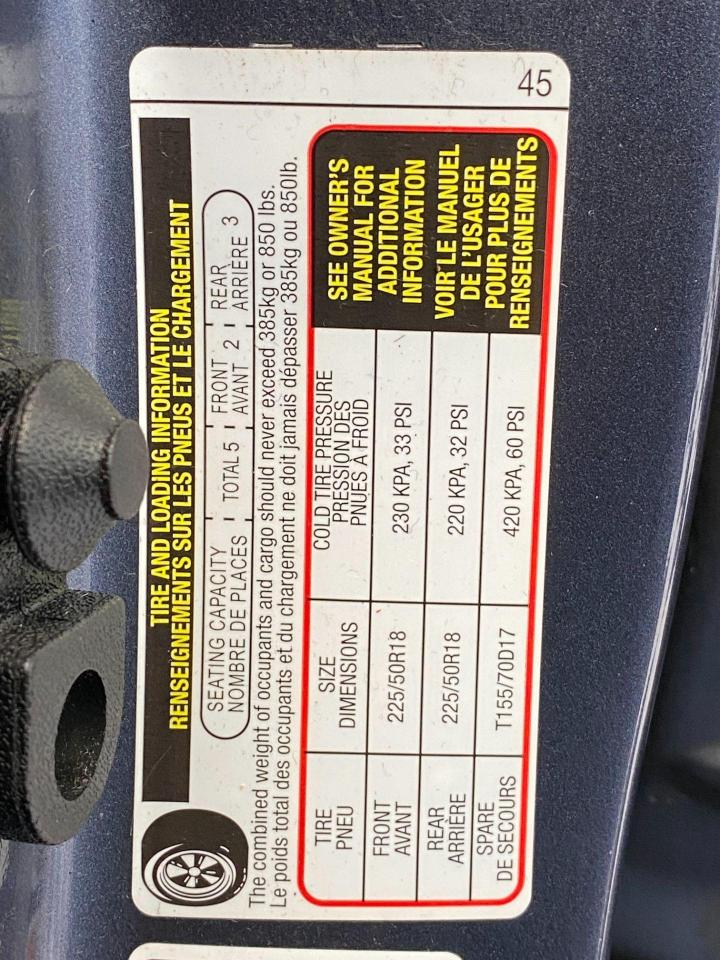 45
TIRE AND LOADING INFORMATION
RENSEIGNEMENTS SUR LES PNEUS ET LE CHARGEMENT
SEATING CAPACITY
NOMBRE DE PLACES
TOTAL 5
FRONT
AVANT 2
REAR
ARRIÈRE 3
The combined weight of occupants and cargo should never exceed 385kg or 850 lbs.
Le poids total des occupants et du chargement ne doit jamais dépasser 385kg ou 850lb.
TIRE
PNEU
SIZE
DIMENSIONS
COLD TIRE PRESSURE
PRESSION DES
PNUES À FROID
SEE OWNER'S
MANUAL FOR
ADDITIONAL
INFORMATION
VOIR LE MANUEL
DE L'USAGER
POUR PLUS DE
RENSEIGNEMENTS
FRONT
AVANT
225/50R18
230 KPA, 33 PSI
REAR
ARRIÈRE
225/50R18
220 KPA, 32 PSI
SPARE
DE SECOURS
T155/70D17
420 KPA, 60 PSI